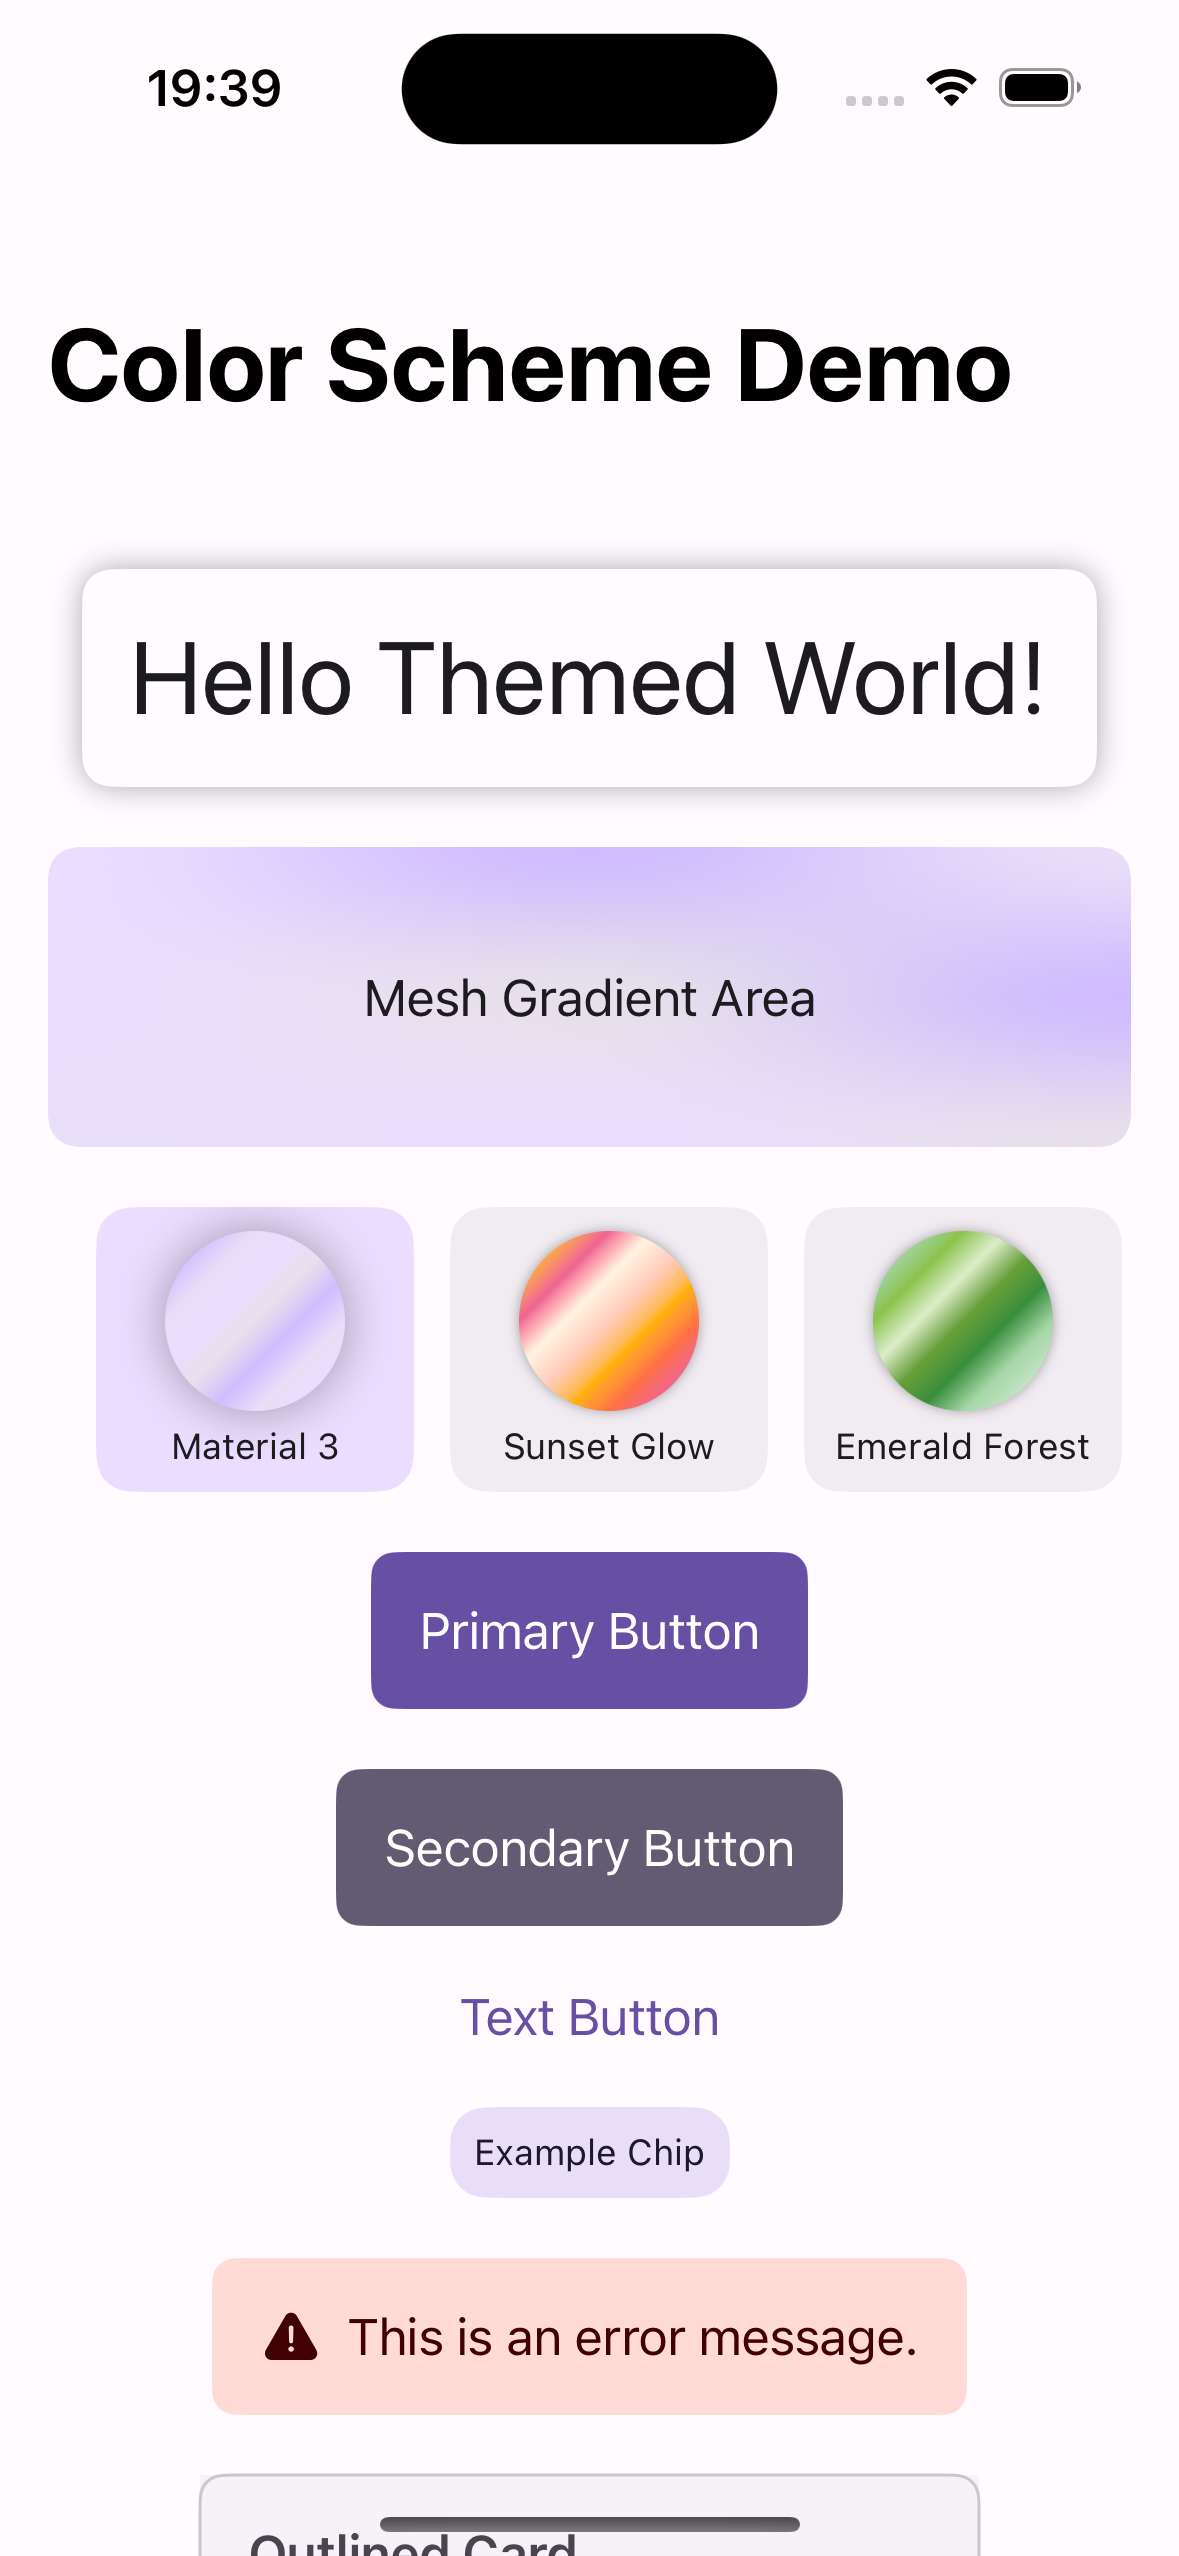 19:39
Color Scheme Demo
Hello Themed World!
Mesh Gradient Area
Material 3
Sunset Glow
Emerald Forest
Primary Button
Secondary Button
Text Button
Example Chip
This is an error message.
Outlined Card